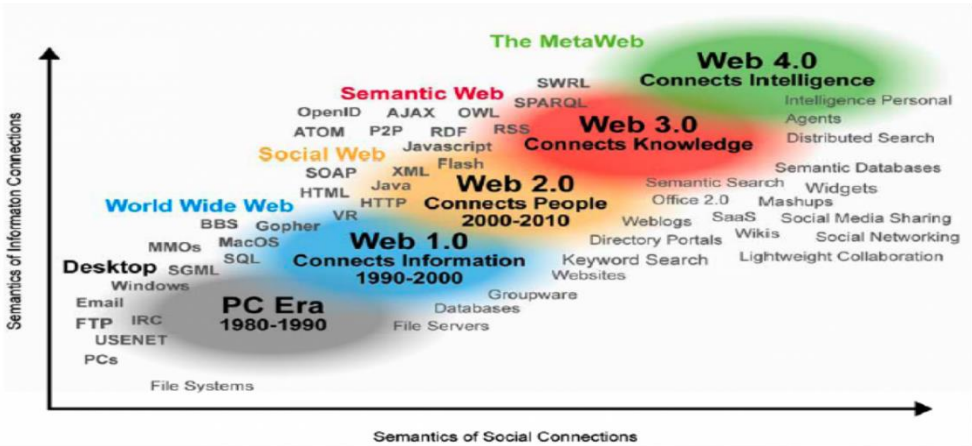 The MetaWeb
Web 4.0
Connects Intelligence
SWRL
Semantic Web
SPARQL
Intelligence Personal
Agents
OpenID AJAX OWL
Web 3.0
Connects Knowledge
Distributed Search
ATOM P2P RDF RSS
Javascript
Social Web
Flash
SOAP XML
Semantic Databases
Web 2.0
Connects People
2000-2010
Java
HTML HTTP
Semantic Search Widgets
Office 2.0 Mashups
World Wide Web
VR
BBS Gopher
Weblogs SaaS Social Media Sharing
Wikis Social Networking
Web 1.0
Connects Information
1990-2000
MMOs MacOS
SQL
Directory Portals
Keyword Search Lightweight Collaboration
Websites
Desktop SGML
Windows
Groupware
PC Era
1980-1990
Databases
File Servers
Email
FTP IRC
USENET
PCs
File Systems
Semantics of Informaton Connections
Semantics of Social Connections